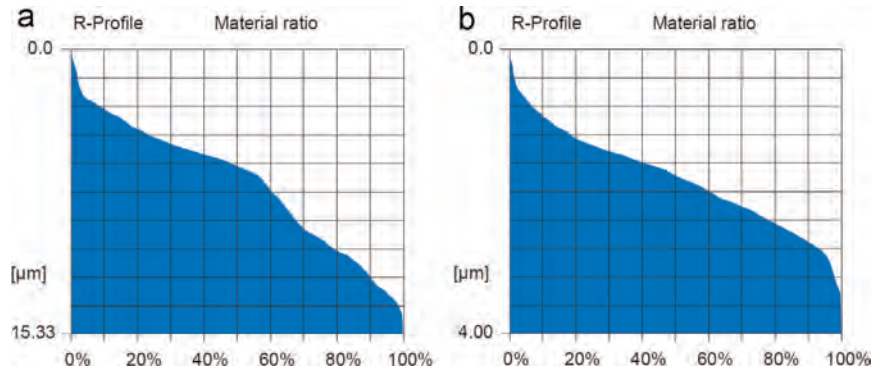 a R-Profile Material ratio
0.0
[µm]
15.33
0% 20% 40% 60% 80% 100%
b R-Profile Material ratio
0.0
[µm]
4.00
0% 20% 40% 60% 80% 100%